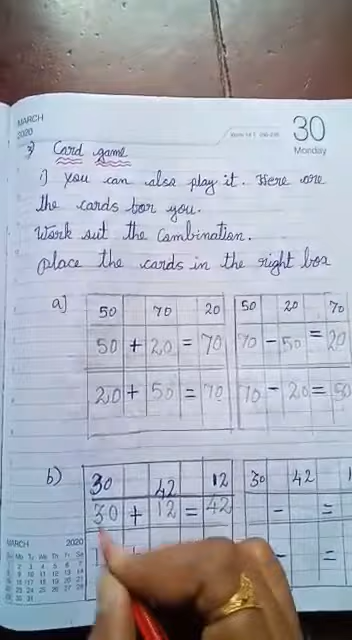 MARCH
2020
30
Monday
3) Card game
I you can also play it. Here are
the cards for you.
Work out the Combination.
place the cards in the right box
a) 50 70 20 50 20 70
50 + 20 = 70 70 - 50 = 20
20 + 50 = 70 70 - 20 = 50
b) 30 42 12 30 42
30 + 12 = 42 - =
- =
MARCH 2020